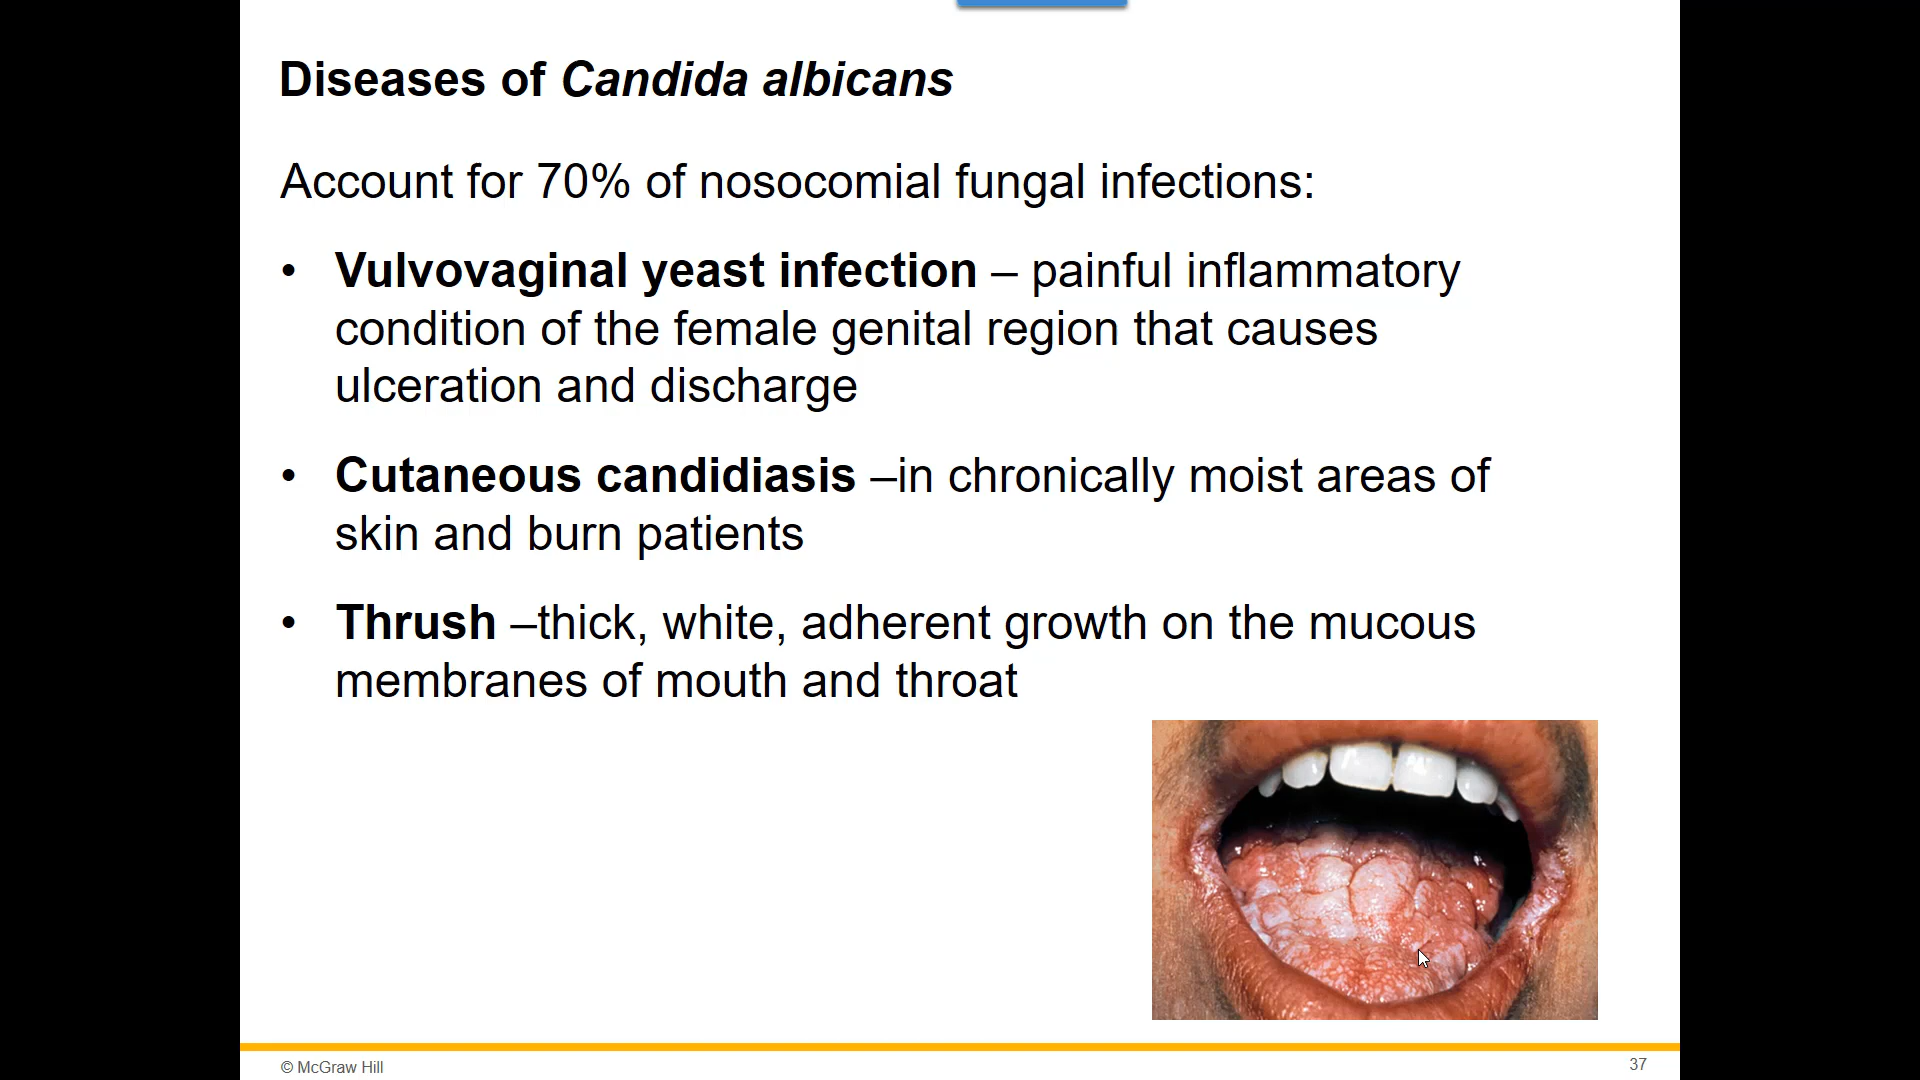 Diseases of Candida albicans
Account for 70% of nosocomial fungal infections:
• Vulvovaginal yeast infection – painful inflammatory
condition of the female genital region that causes
ulceration and discharge
• Cutaneous candidiasis –in chronically moist areas of
skin and burn patients
• Thrush –thick, white, adherent growth on the mucous
membranes of mouth and throat
© McGraw Hill
37